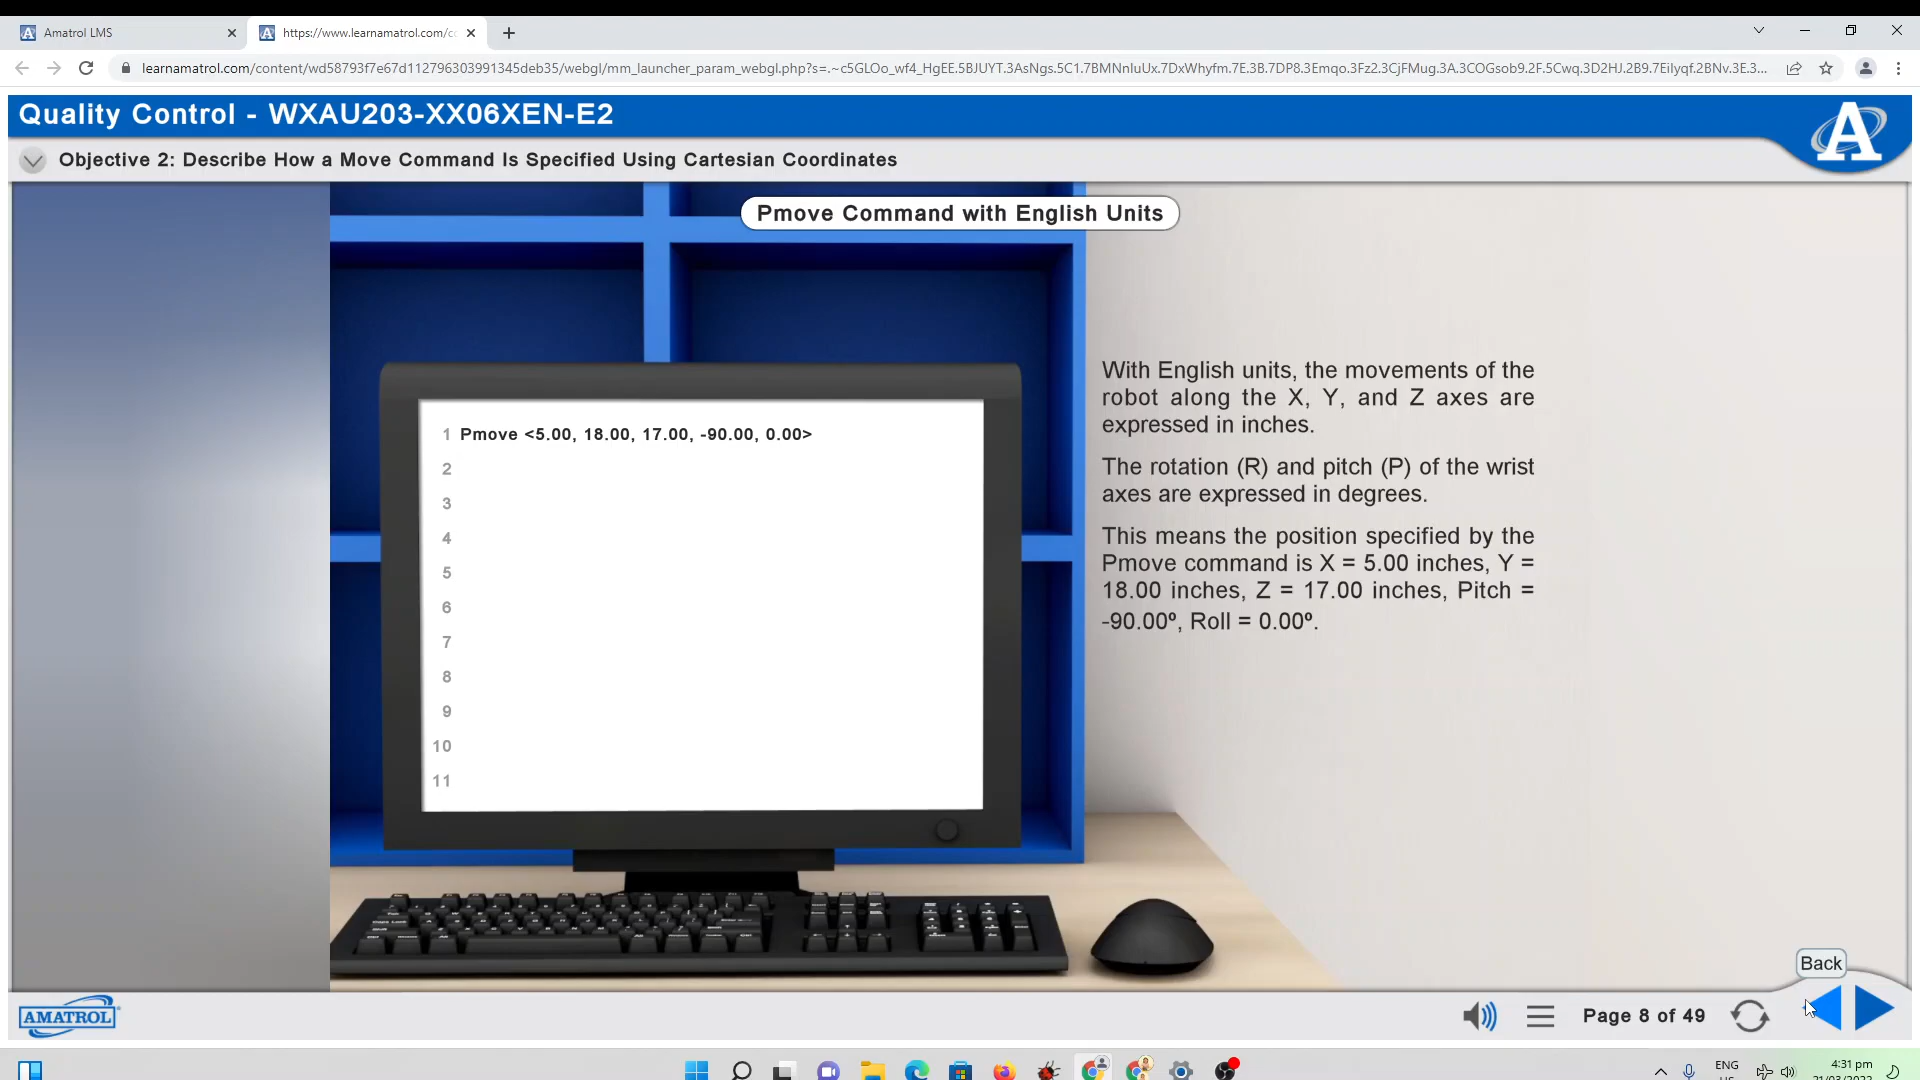 Amatrol LMS
https://www.learnamatrol.com/cc
learnamatrol.com/content/wd58793f7e67d112796303991345deb35/webgl/mm_launcher_param_webgl.php?s=.~c5GLOo_wf4_HgEE.5BJUYT.3AsNgs.5C1.7BMNnIuUx.7DxWhyfm.7E.3B.7DP8.3Emqo.3Fz2.3CjFMug.3A.3COGsob9.2F.5Cwq.3D2HJ.2B9.7Eilyqf.2BNv.3E.3...
Quality Control - WXAU203-XX06XEN-E2
Objective 2: Describe How a Move Command Is Specified Using Cartesian Coordinates
Pmove Command with English Units
1 Pmove <5.00, 18.00, 17.00, -90.00, 0.00>
2
3
4
5
6
7
8
9
10
11
With English units, the movements of the
robot along the X, Y, and Z axes are
expressed in inches.
The rotation (R) and pitch (P) of the wrist
axes are expressed in degrees.
This means the position specified by the
Pmove command is X = 5.00 inches, Y =
18.00 inches, Z = 17.00 inches, Pitch =
-90.00º, Roll = 0.00º.
Back
AMATROL
Page 8 of 49
ENG
4:31 pm